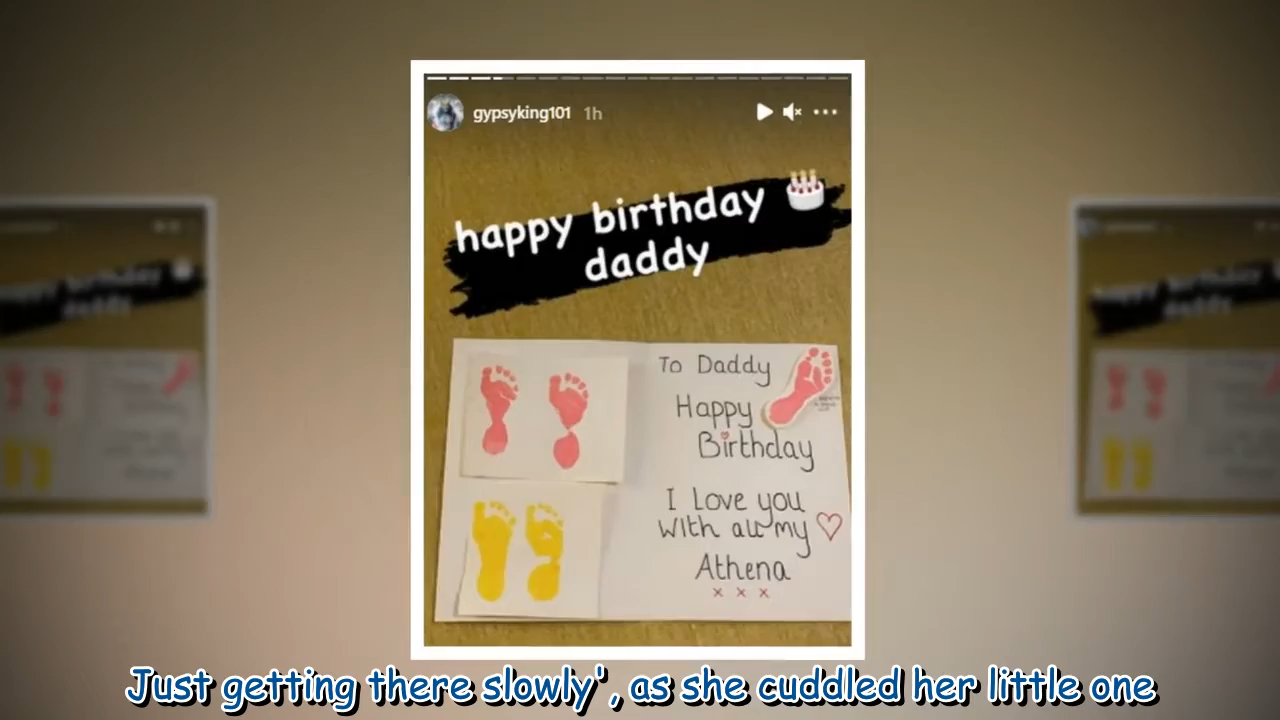 gypsyking101 1h
happy birthday
daddy
To Daddy
Happy
Birthday
I Love you
With all my
Athena
x x x
Just getting there slowly', as she cuddled her little one